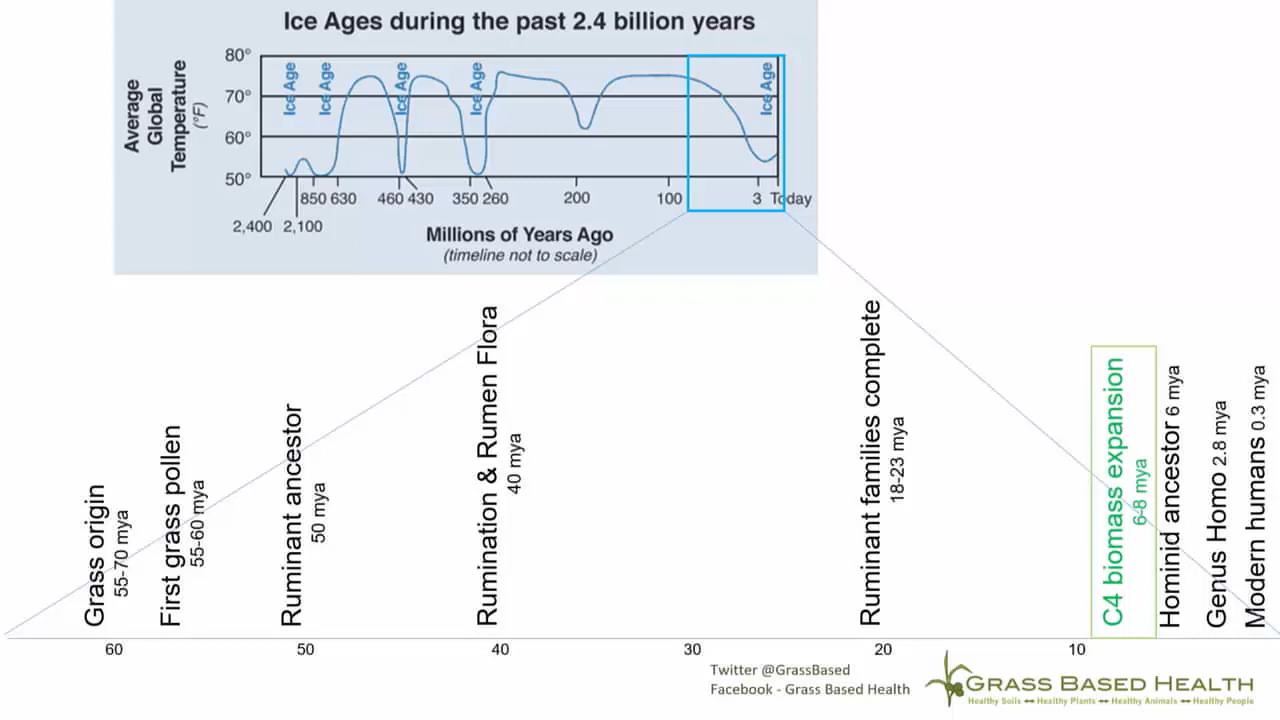 Ice Ages during the past 2.4 billion years
Average
Global
Temperature
(°F)
80°
70°
60°
50°
Ice Age
Ice Age
Ice Age
Ice Age
Ice Age
850 630 460 430 350 260 200 100 3 Today
2,400 2,100
Millions of Years Ago
(timeline not to scale)
Grass origin
55-70 mya
First grass pollen
55-60 mya
Ruminant ancestor
50 mya
Rumination & Rumen Flora
40 mya
Ruminant families complete
18-23 mya
C4 biomass expansion
6-8 mya
Hominid ancestor 6 mya
Genus Homo 2.8 mya
Modern humans 0.3 mya
60 50 40 30 20 10
Twitter @GrassBased
Facebook - Grass Based Health
GRASS BASED HEALTH
Healthy Soils ↔ Healthy Plants ↔ Healthy Animals ↔ Healthy People